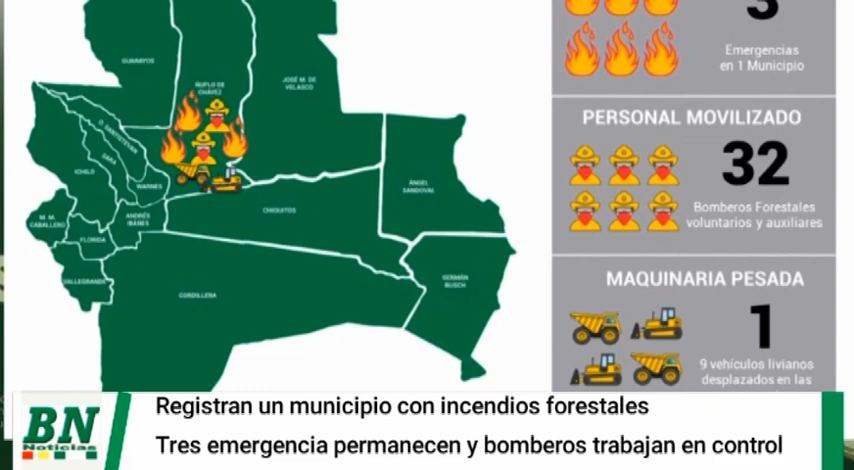 3
Emergencias
en 1 Municipio
PERSONAL MOVILIZADO
32
Bomberos Forestales
voluntarios y auxiliares
MAQUINARIA PESADA
1
9 vehículos livianos
desplazados en las
GUARAYOS
ÑUFLO DE
CHÁVEZ
JOSÉ M. DE
VELASCO
O. SANTISTEVAN
SARA
ICHILO
WARNES
ÁNGEL
SANDOVAL
M. M.
CABALLERO
ANDRÉS
IBÁÑEZ
CHIQUITOS
FLORIDA
VALLEGRANDE
GERMÁN
BUSCH
CORDILLERA
BN
Noticias
Registran un municipio con incendios forestales
Tres emergencia permanecen y bomberos trabajan en control